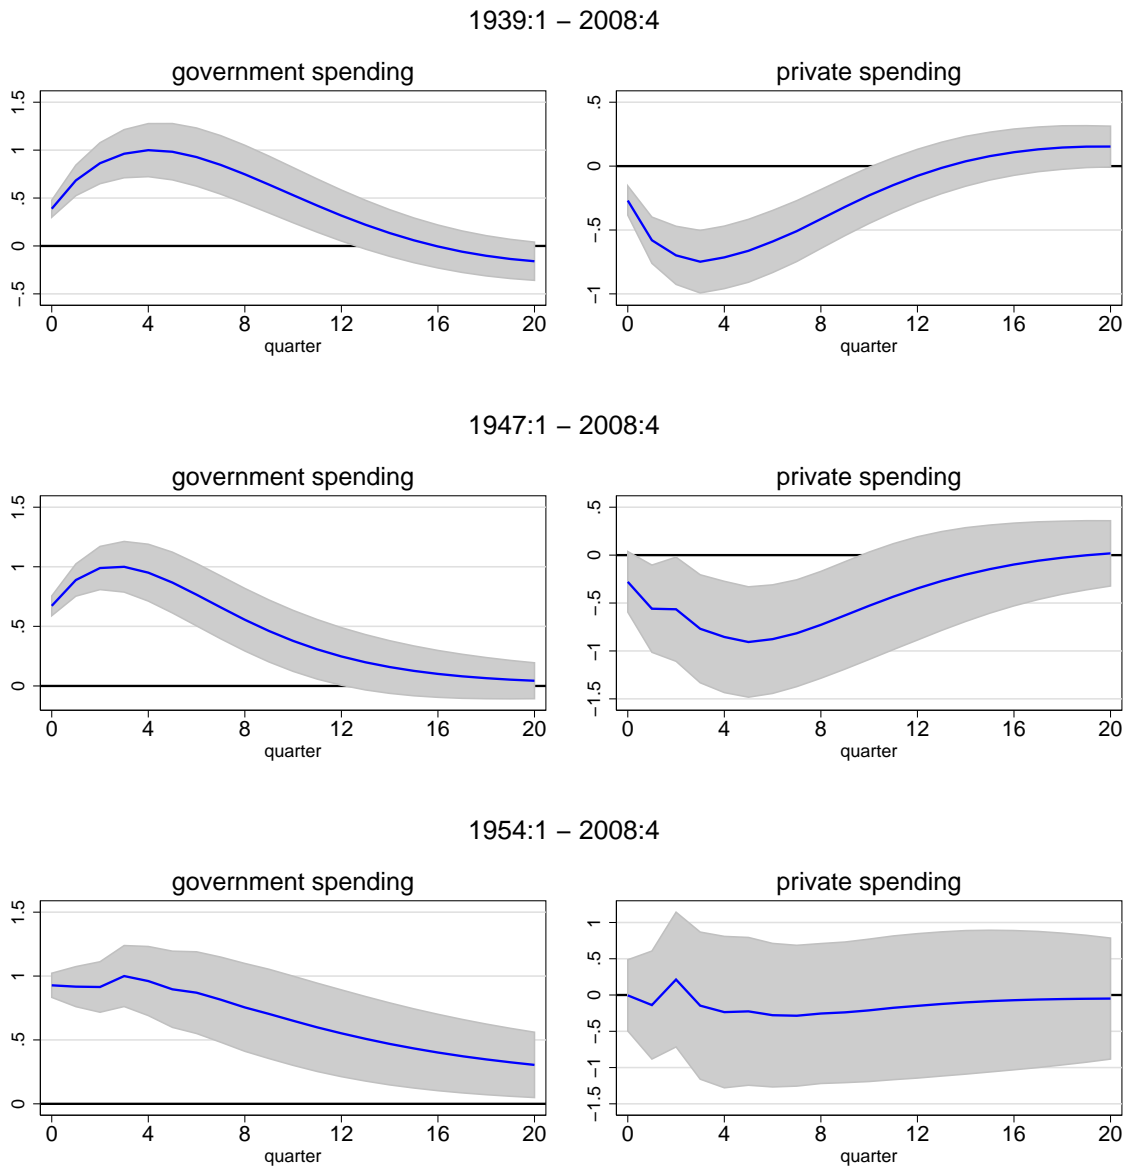 1939:1 – 2008:4
government spending
private spending
1.5
1
.5
0
−.5
0 4 8 12 16 20
quarter
.5
0
−.5
−1
0 4 8 12 16 20
quarter
1947:1 – 2008:4
government spending
private spending
1.5
1
.5
0
0 4 8 12 16 20
quarter
.5
0
−.5
−1
−1.5
0 4 8 12 16 20
quarter
1954:1 – 2008:4
government spending
private spending
1.5
1
.5
0
0 4 8 12 16 20
quarter
1
.5
0
−.5
−1
−1.5
0 4 8 12 16 20
quarter